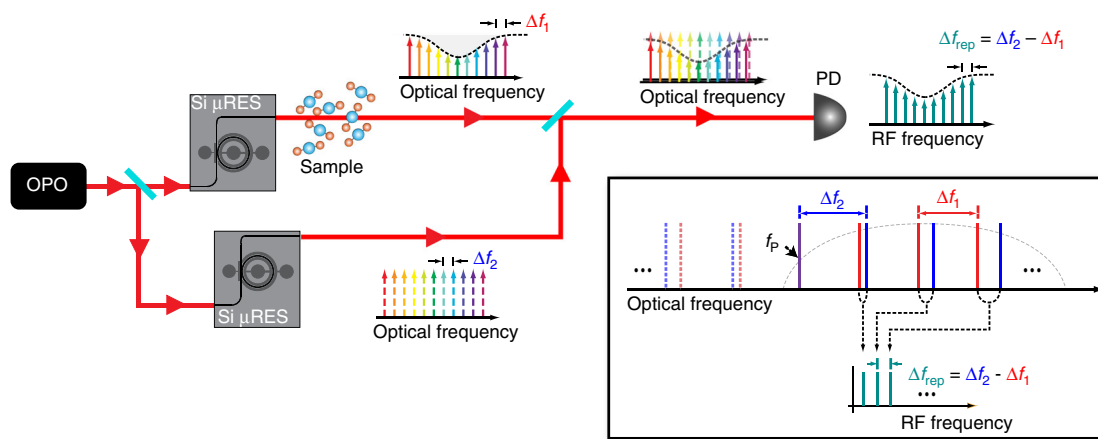 Δf1
Optical frequency
Optical frequency
PD
Δfrep = Δf2 − Δf1
RF frequency
Si μRES
Sample
OPO
Si μRES
Δf2
Optical frequency
Δf2
Δf1
fP
...
...
Optical frequency
Δfrep = Δf2 - Δf1
...
RF frequency